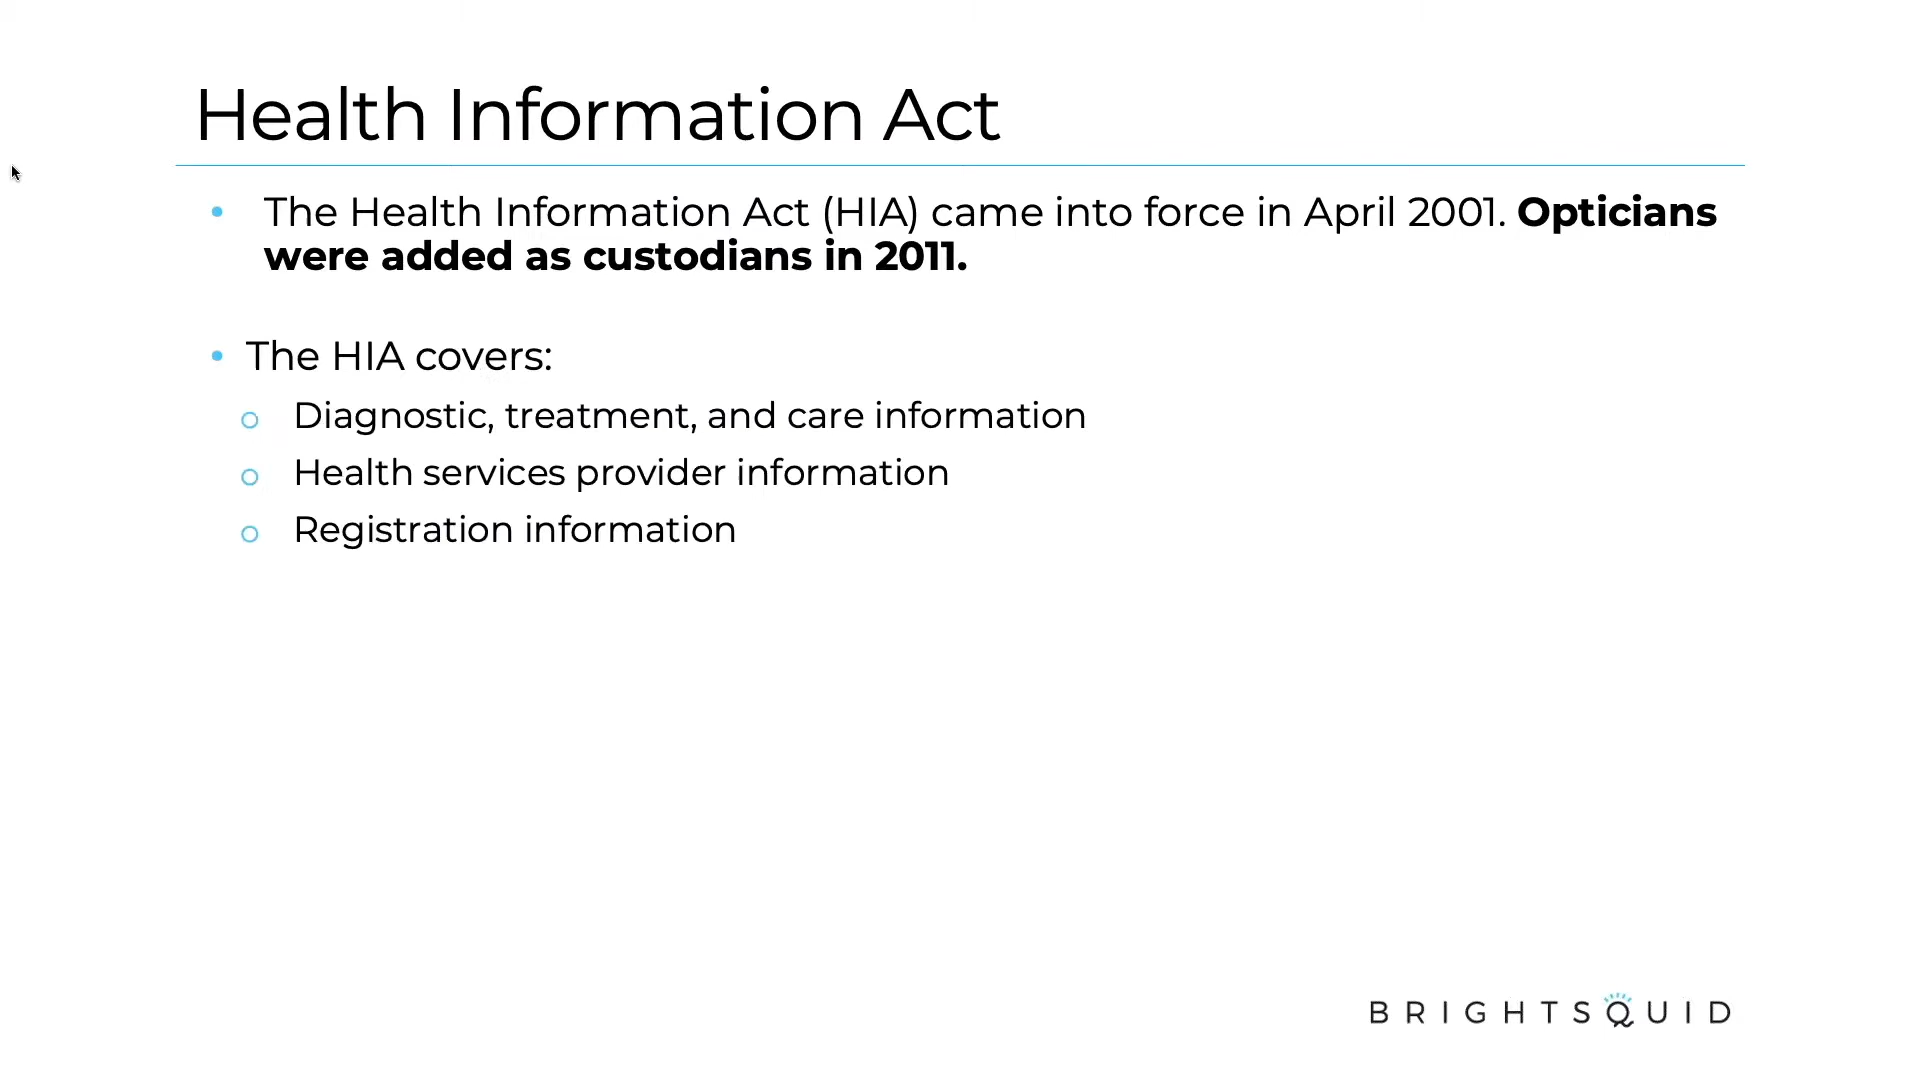 Health Information Act
• The Health Information Act (HIA) came into force in April 2001. Opticians
were added as custodians in 2011.
• The HIA covers:
o Diagnostic, treatment, and care information
o Health services provider information
o Registration information
BRIGHTSQUID